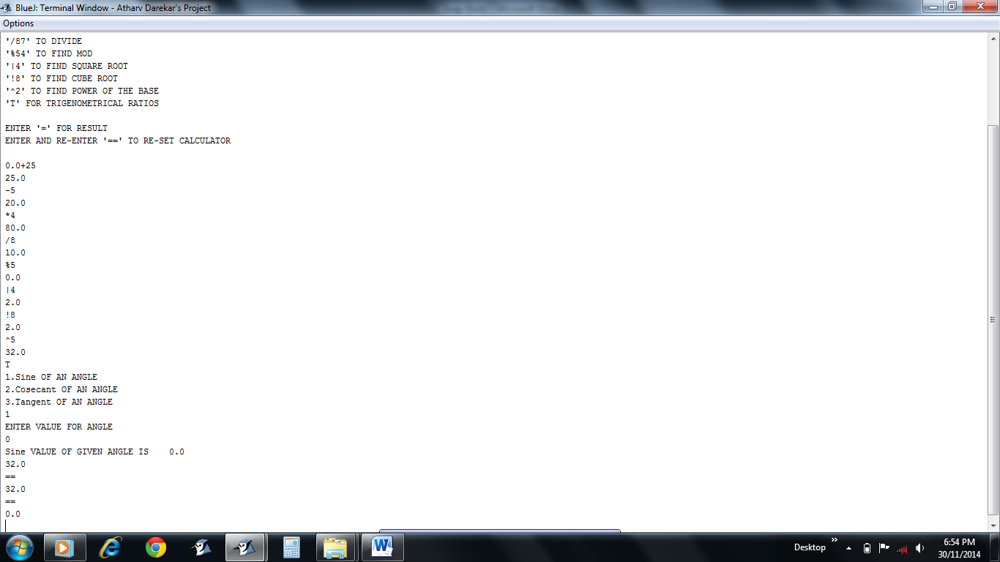 BlueJ: Terminal Window - Atharv Darekar's Project
Options
'/87' TO DIVIDE
'%54' TO FIND MOD
'|4' TO FIND SQUARE ROOT
'!8' TO FIND CUBE ROOT
'^2' TO FIND POWER OF THE BASE
'T' FOR TRIGENOMETRICAL RATIOS
ENTER '=' FOR RESULT
ENTER AND RE-ENTER '==' TO RE-SET CALCULATOR
0.0+25
25.0
-5
20.0
*4
80.0
/8
10.0
%5
0.0
|4
2.0
!8
2.0
^5
32.0
T
1.Sine OF AN ANGLE
2.Cosecant OF AN ANGLE
3.Tangent OF AN ANGLE
1
ENTER VALUE FOR ANGLE
0
Sine VALUE OF GIVEN ANGLE IS    0.0
32.0
==
32.0
==
0.0
Desktop
6:54 PM
30/11/2014